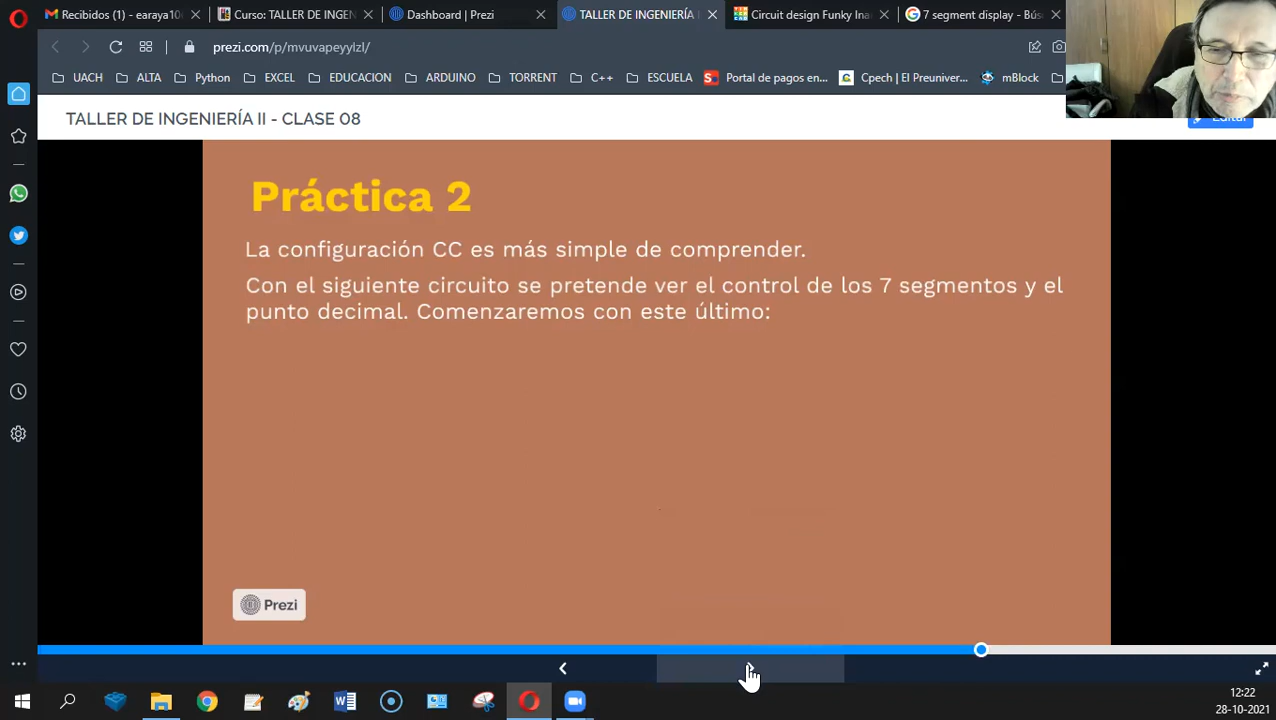 Recibidos (1) - earaya10
Curso: TALLER DE INGEN
Dashboard | Prezi
TALLER DE INGENIERÍA
Circuit design Funky Ina
7 segment display - Bús
prezi.com/p/mvuvapeyylzl/
UACH
ALTA
Python
EXCEL
EDUCACION
ARDUINO
TORRENT
C++
ESCUELA
Portal de pagos en...
Cpech | El Preuniver...
mBlock
TALLER DE INGENIERÍA II - CLASE 08
Editar
Práctica 2
La configuración CC es más simple de comprender.
Con el siguiente circuito se pretende ver el control de los 7 segmentos y el
punto decimal. Comenzaremos con este último:
Prezi
12:22
28-10-2021